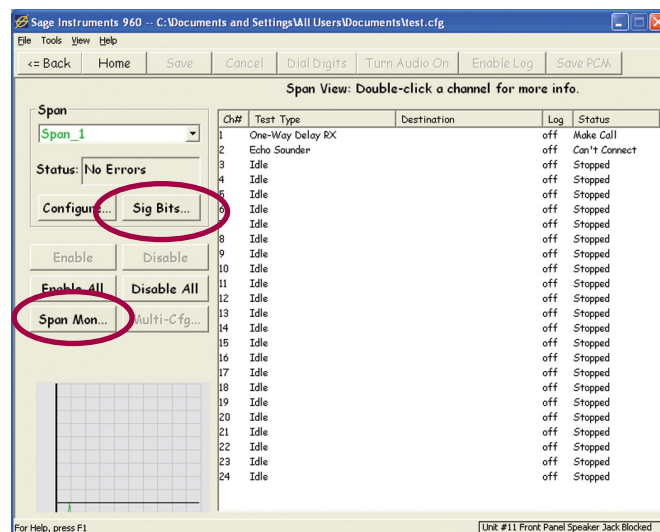 Sage Instruments 960 -- C:\Documents and Settings\All Users\Documents\test.cfg
File Tools View Help
<= Back Home Save Cancel Dial Digits Turn Audio On Enable Log Save PCM
Span View: Double-click a channel for more info.
Span
Span_1
Status: No Errors
Configure... Sig Bits...
Enable Disable
Enable All Disable All
Span Mon... Multi-Cfg...
Ch# Test Type Destination Log Status
1 One-Way Delay RX off Make Call
2 Echo Sounder off Can't Connect
3 Idle off Stopped
4 Idle off Stopped
5 Idle off Stopped
6 Idle off Stopped
Idle off Stopped
8 Idle off Stopped
9 Idle off Stopped
10 Idle off Stopped
11 Idle off Stopped
12 Idle off Stopped
13 Idle off Stopped
14 Idle off Stopped
15 Idle off Stopped
16 Idle off Stopped
17 Idle off Stopped
18 Idle off Stopped
19 Idle off Stopped
20 Idle off Stopped
21 Idle off Stopped
22 Idle off Stopped
23 Idle off Stopped
24 Idle off Stopped
For Help, press F1
Unit #11 Front Panel Speaker Jack Blocked